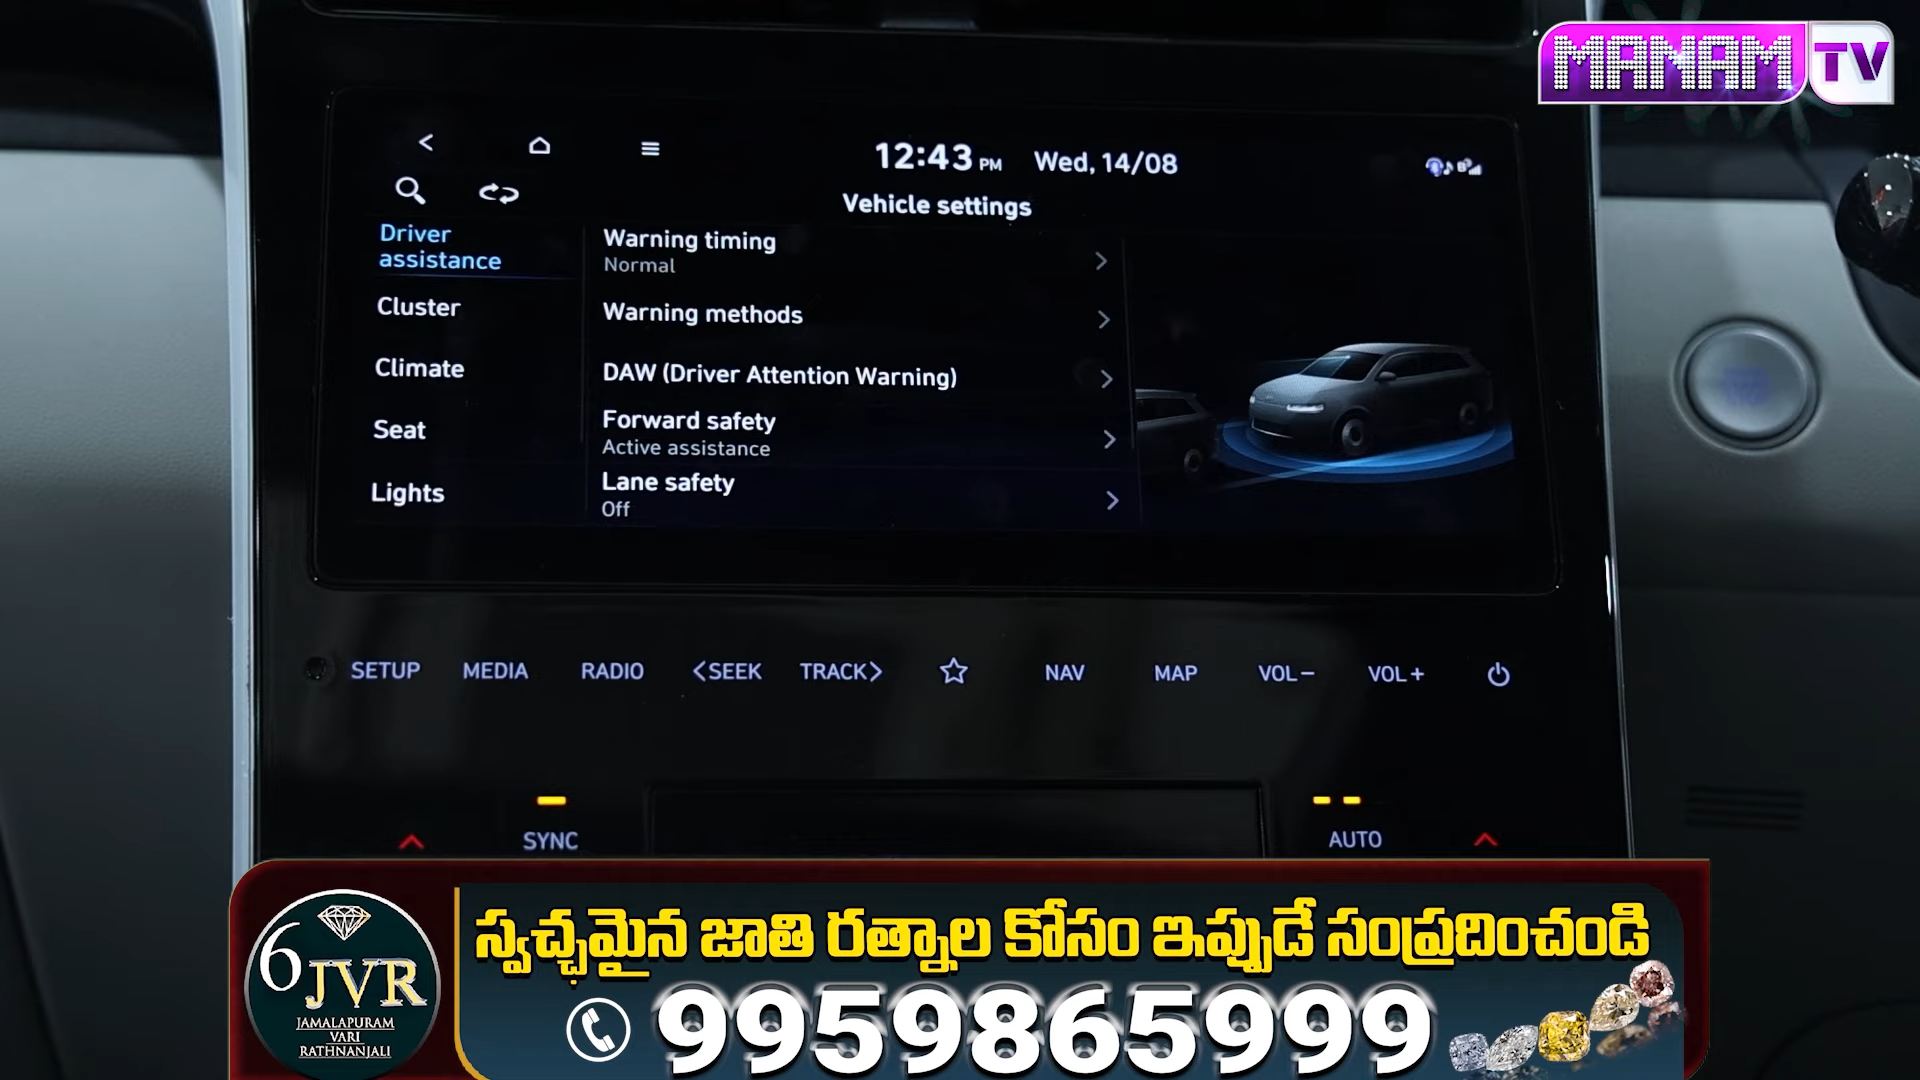 MANAM TV
12:43 PM Wed, 14/08
Vehicle settings
Driver
assistance
Cluster
Climate
Seat
Lights
Warning timing
Normal
Warning methods
DAW (Driver Attention Warning)
Forward safety
Active assistance
Lane safety
Off
SETUP MEDIA RADIO <SEEK TRACK> NAV MAP VOL− VOL+
SYNC AUTO
6 JVR
JAMALAPURAM
VARI
RATHNANJALI
స్వచ్ఛమైన జాతి రత్నాల కోసం ఇప్పుడే సంప్రదించండి
9959865999